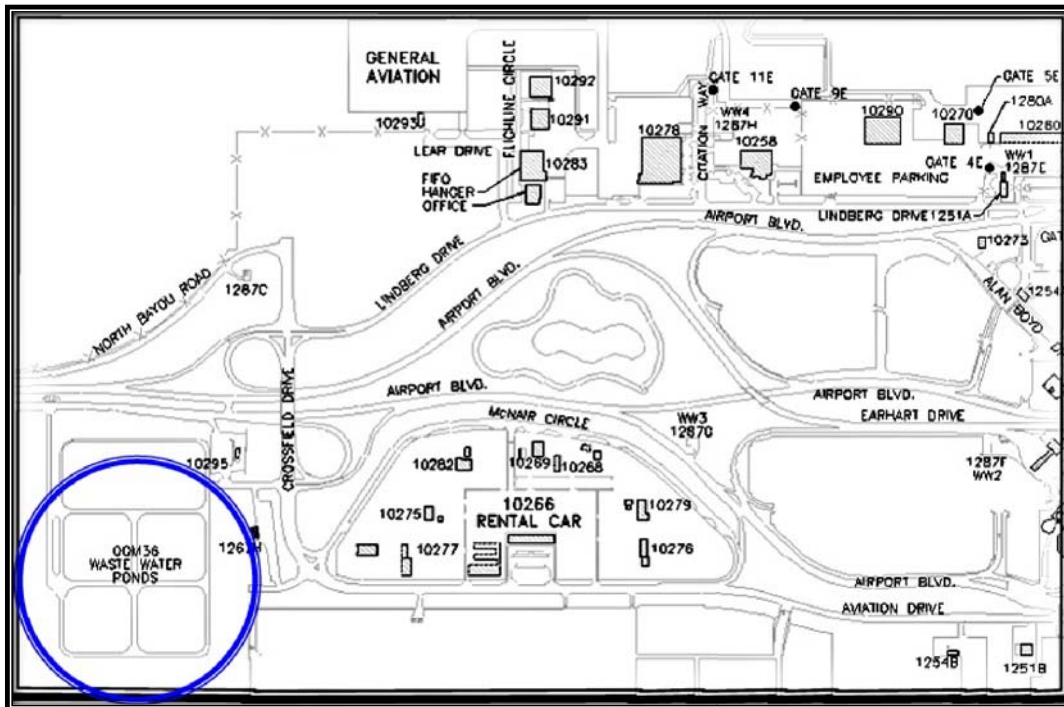 GENERAL
AVIATION
FLIGHLINE CIRCLE
10292
10291
10293
LEAR DRIVE
10283
FIFO
HANGER
OFFICE
10278
CITATION WAY
GATE 11E
WW4
1287H
10258
GATE 9E
10290
10270
GATE 5E
1280A
10280
GATE 4E
WW1
1287E
EMPLOYEE PARKING
LINDBERG DRIVE
1251A
AIRPORT BLVD.
10273
GAT
ALAN BOYD
1254
NORTH BAYOU ROAD
1287C
LINDBERG DRIVE
AIRPORT BLVD.
CROSSFIELD DRIVE
AIRPORT BLVD.
McNAIR CIRCLE
WW3
1287G
AIRPORT BLVD.
EARHART DRIVE
1287F
WW2
10295
10282
10269
10268
10266
RENTAL CAR
10275
10277
10279
10276
WASTE WATER
PONDS
AIRPORT BLVD.
AVIATION DRIVE
1254B
1251B